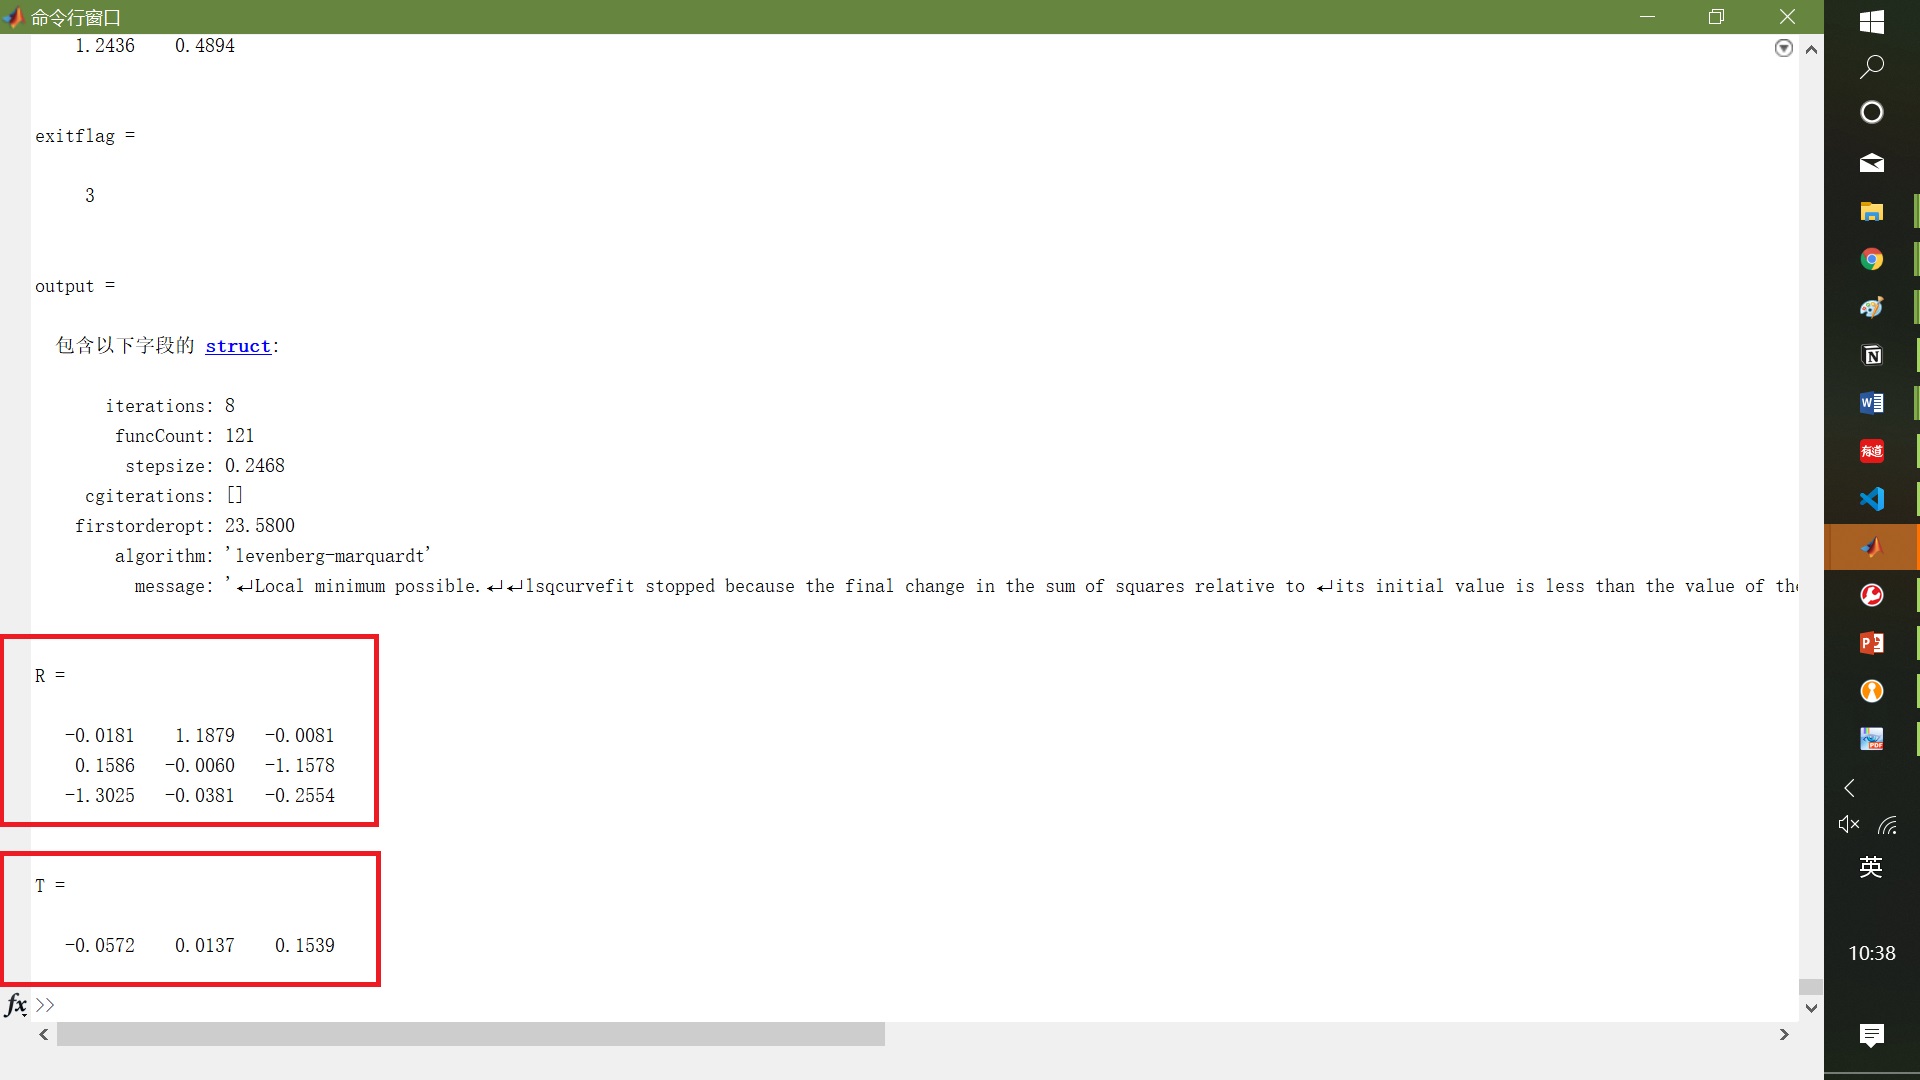 命令行窗口
1.2436 0.4894
exitflag =
3
output =
包含以下字段的 struct:
iterations: 8
funcCount: 121
stepsize: 0.2468
cgiterations: []
firstorderopt: 23.5800
algorithm: 'levenberg-marquardt'
message: '↵Local minimum possible.↵↵lsqcurvefit stopped because the final change in the sum of squares relative to ↵its initial value is less than the value of the
R =
-0.0181 1.1879 -0.0081
0.1586 -0.0060 -1.1578
-1.3025 -0.0381 -0.2554
T =
-0.0572 0.0137 0.1539
fx >>
有道
英
10:38